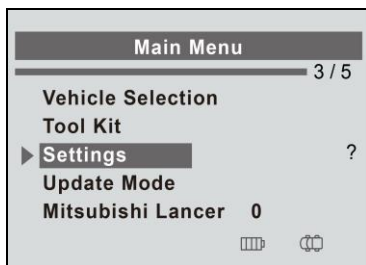 Main Menu
3 / 5
Vehicle Selection
Tool Kit
Settings ?
Update Mode
Mitsubishi Lancer 0